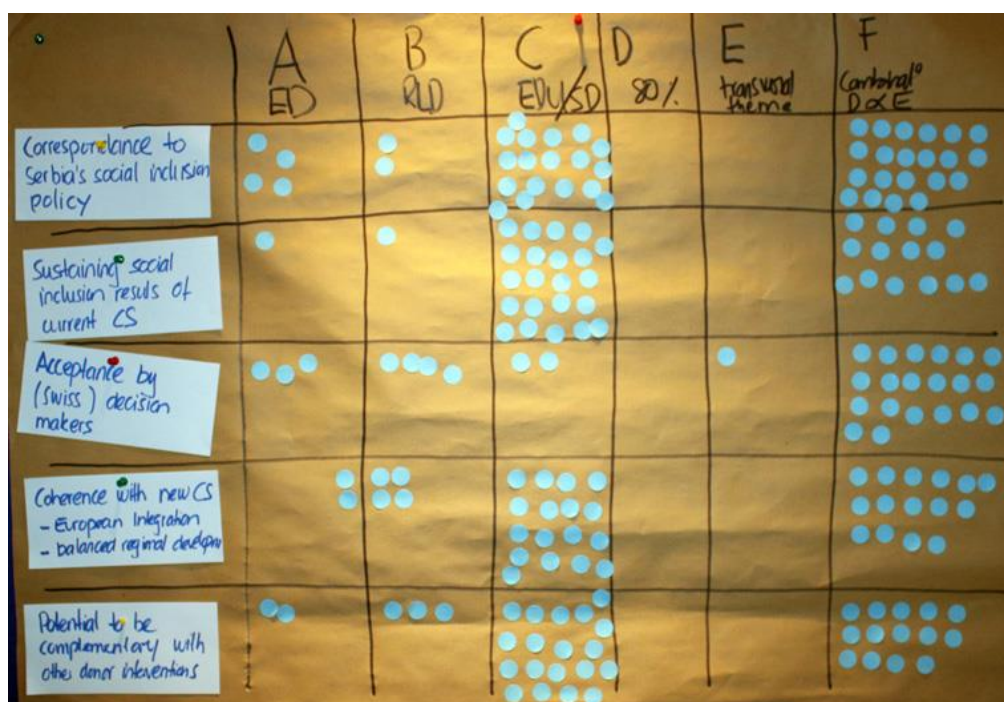 A
ED
B
RLD
C
EDU/SD
D
80%
E
transversal
theme
F
D & E
Correspondance to
Serbia's social inclusion
policy
Sustaining social
inclusion results of
current CS
Acceptance by
(Swiss) decision
makers
Coherence with new CS
- European Integration
- balanced regional
Potential to be
complementary with
other donor interventions